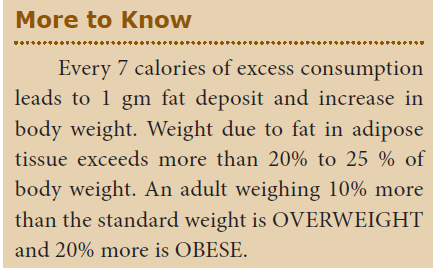 More to Know
Every 7 calories of excess consumption
leads to 1 gm fat deposit and increase in
body weight. Weight due to fat in adipose
tissue exceeds more than 20% to 25 % of
body weight. An adult weighing 10% more
than the standard weight is OVERWEIGHT
and 20% more is OBESE.